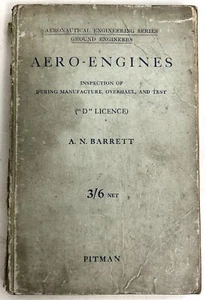 AERONAUTICAL ENGINEERING SERIES
GROUND ENGINEERS
AERO-ENGINES
INSPECTION OF
DURING MANUFACTURE, OVERHAUL, AND TEST
("D" LICENCE)
A. N. BARRETT
3/6 NET
PITMAN